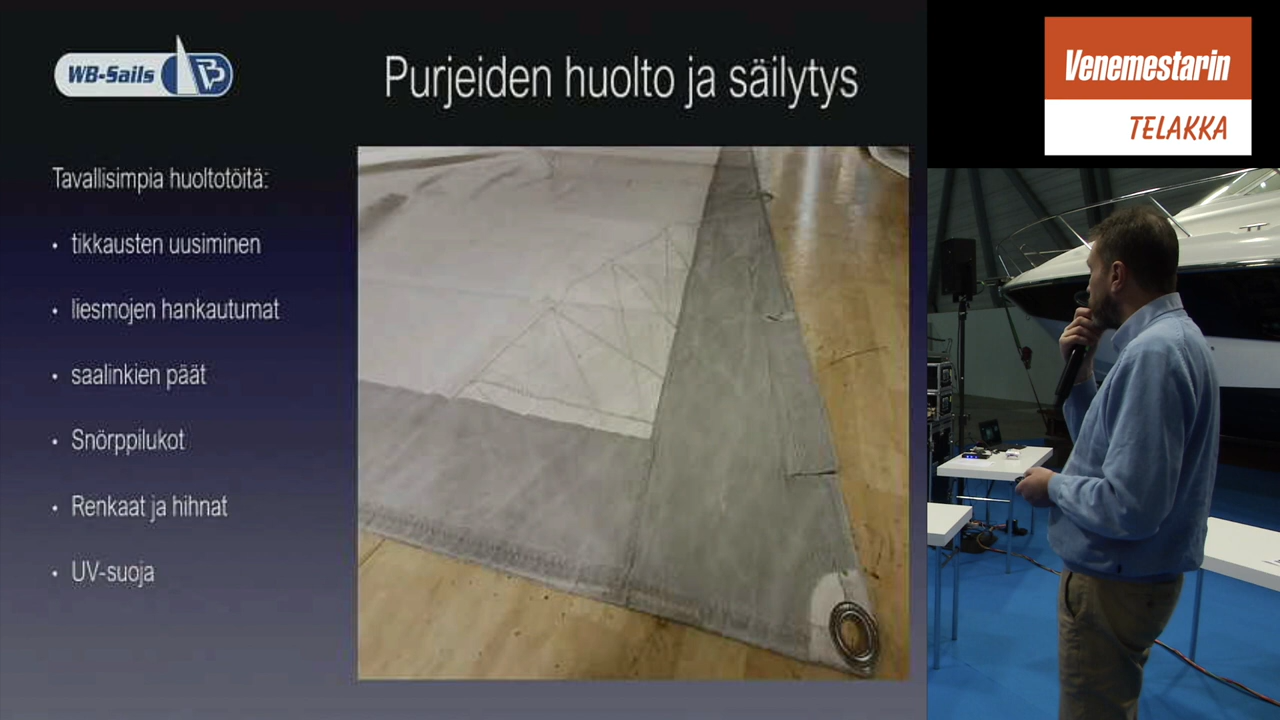 WB-Sails
Purjeiden huolto ja säilytys
Venemestarin
TELAKKA
Tavallisimpia huoltotöitä:
• tikkausten uusiminen
• liesmojen hankautumat
• saalinkien päät
• Snörppilukot
• Renkaat ja hihnat
• UV-suoja